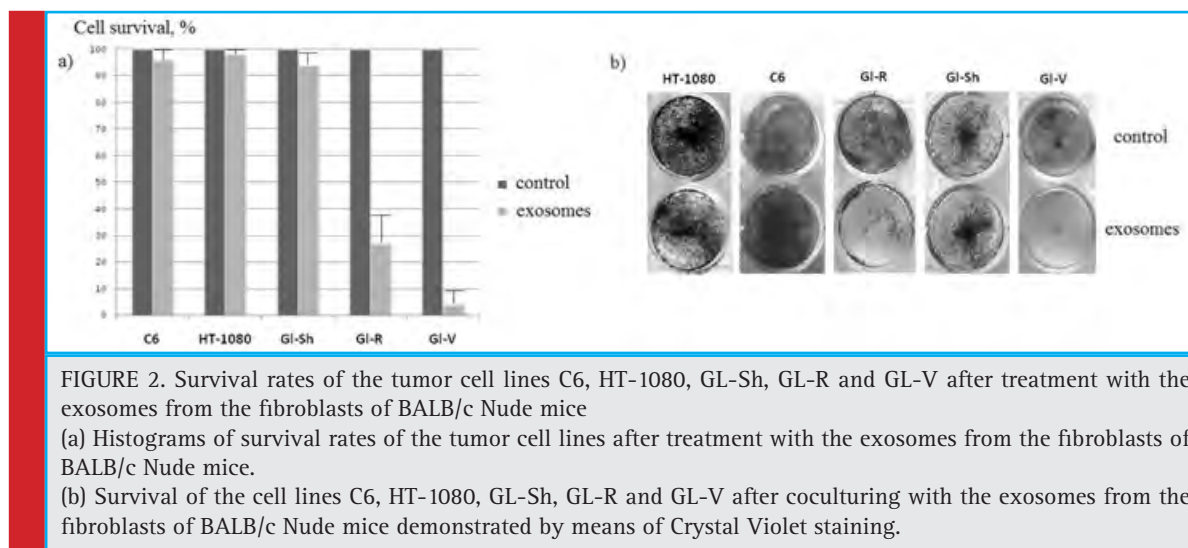 Cell survival, %
a)
100
90
80
70
60
50
40
30
20
10
0
C6 HT-1080 Gl-Sh Gl-R Gl-V
control
exosomes
b)
HT-1080 C6 Gl-R Gl-Sh Gl-V
control
exosomes
FIGURE 2. Survival rates of the tumor cell lines C6, HT-1080, GL-Sh, GL-R and GL-V after treatment with the
exosomes from the fibroblasts of BALB/c Nude mice
(a) Histograms of survival rates of the tumor cell lines after treatment with the exosomes from the fibroblasts of
BALB/c Nude mice.
(b) Survival of the cell lines C6, HT-1080, GL-Sh, GL-R and GL-V after coculturing with the exosomes from the
fibroblasts of BALB/c Nude mice demonstrated by means of Crystal Violet staining.